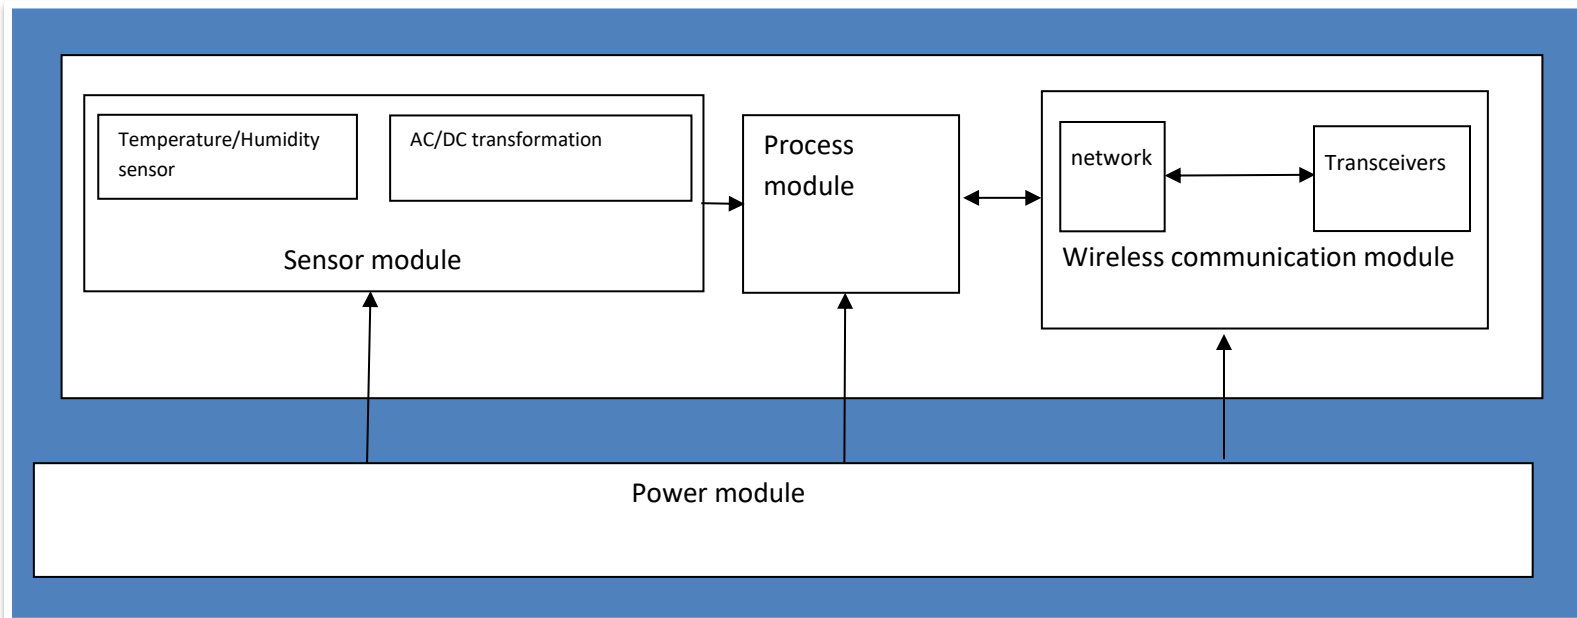 Temperature/Humidity
sensor
AC/DC transformation
Sensor module
Process
module
network
Transceivers
Wireless communication module
Power module